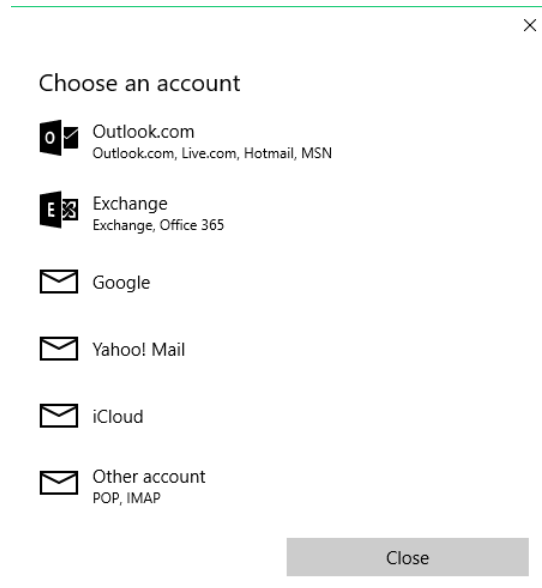 Choose an account
Outlook.com
Outlook.com, Live.com, Hotmail, MSN
Exchange
Exchange, Office 365
Google
Yahoo! Mail
iCloud
Other account
POP, IMAP
Close